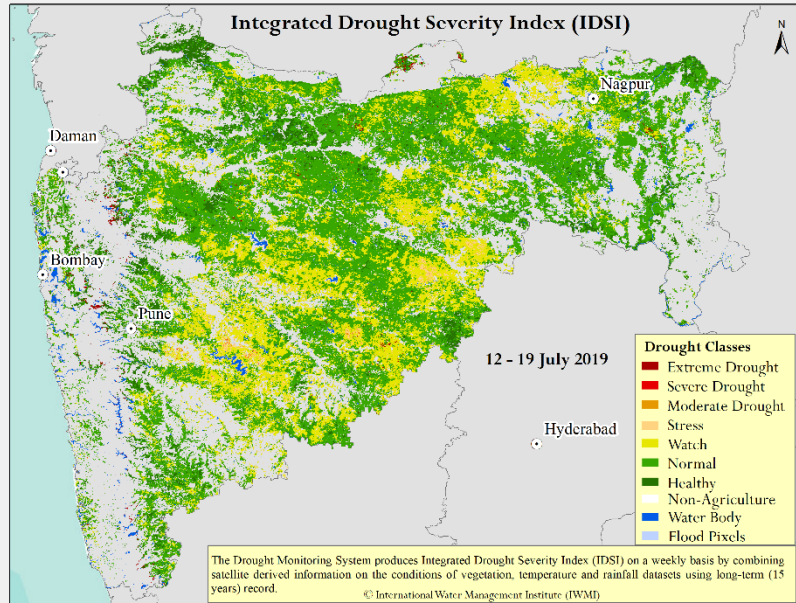 Integrated Drought Severity Index (IDSI)
N
Nagpur
Daman
Bombay
Pune
12 - 19 July 2019
Hyderabad
Drought Classes
Extreme Drought
Severe Drought
Moderate Drought
Stress
Watch
Normal
Healthy
Non-Agriculture
Water Body
Flood Pixels
The Drought Monitoring System produces Integrated Drought Severity Index (IDSI) on a weekly basis by combining
satellite derived information on the conditions of vegetation, temperature and rainfall datasets using long-term (15
years) record.
© International Water Management Institute (IWMI)